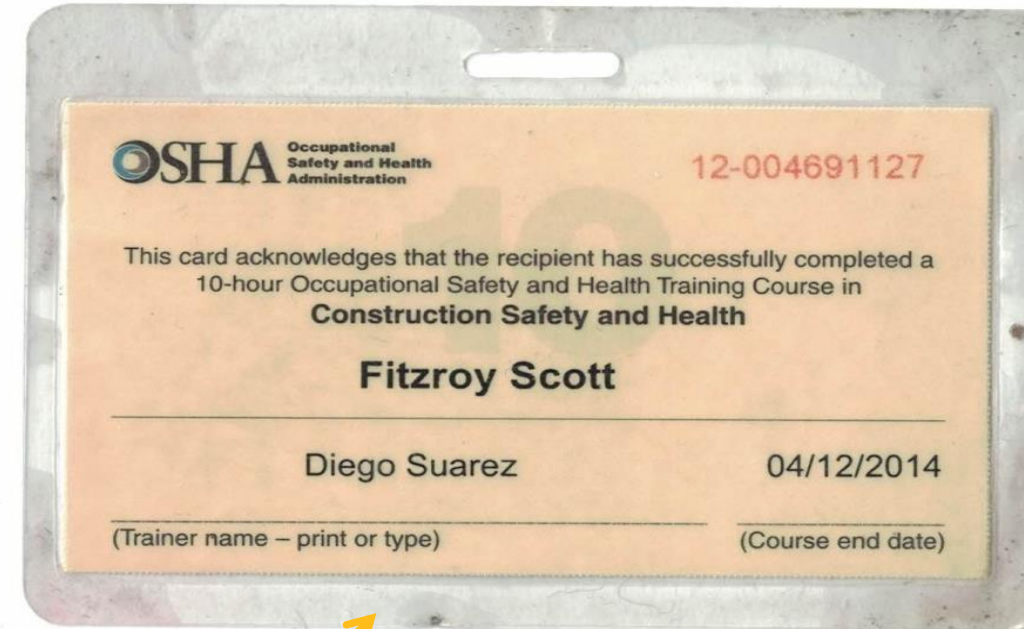 OSHA
Occupational
Safety and Health
Administration
12-004691127
10
This card acknowledges that the recipient has successfully completed a
10-hour Occupational Safety and Health Training Course in
Construction Safety and Health
Fitzroy Scott
Diego Suarez 04/12/2014
(Trainer name – print or type) (Course end date)